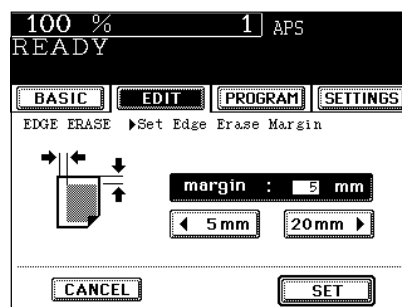 100 % 1 APS
READY
BASIC EDIT PROGRAM SETTINGS
EDGE ERASE ▶Set Edge Erase Margin
margin : 5 mm
◀ 5mm 20mm ▶
CANCEL SET